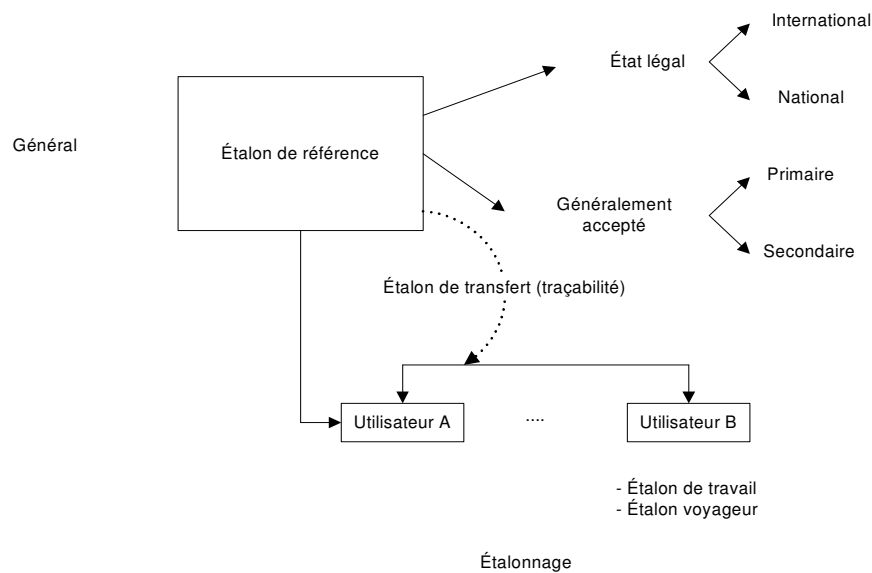 International
État légal
National
Général
Étalon de référence
Primaire
Généralement
accepté
Secondaire
Étalon de transfert (traçabilité)
Utilisateur A
....
Utilisateur B
- Étalon de travail
- Étalon voyageur
Étalonnage